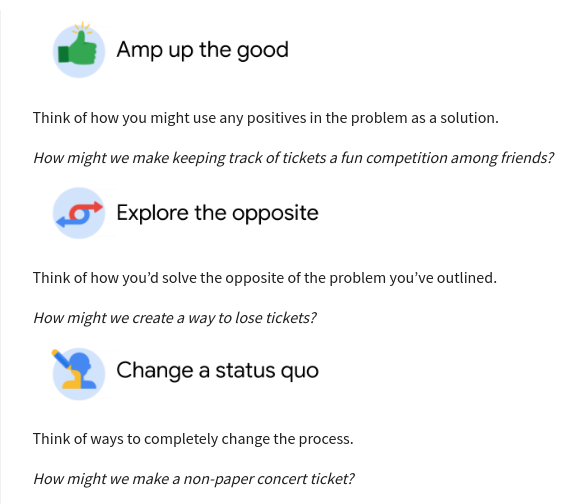 Amp up the good
Think of how you might use any positives in the problem as a solution.
How might we make keeping track of tickets a fun competition among friends?
Explore the opposite
Think of how you’d solve the opposite of the problem you’ve outlined.
How might we create a way to lose tickets?
Change a status quo
Think of ways to completely change the process.
How might we make a non-paper concert ticket?